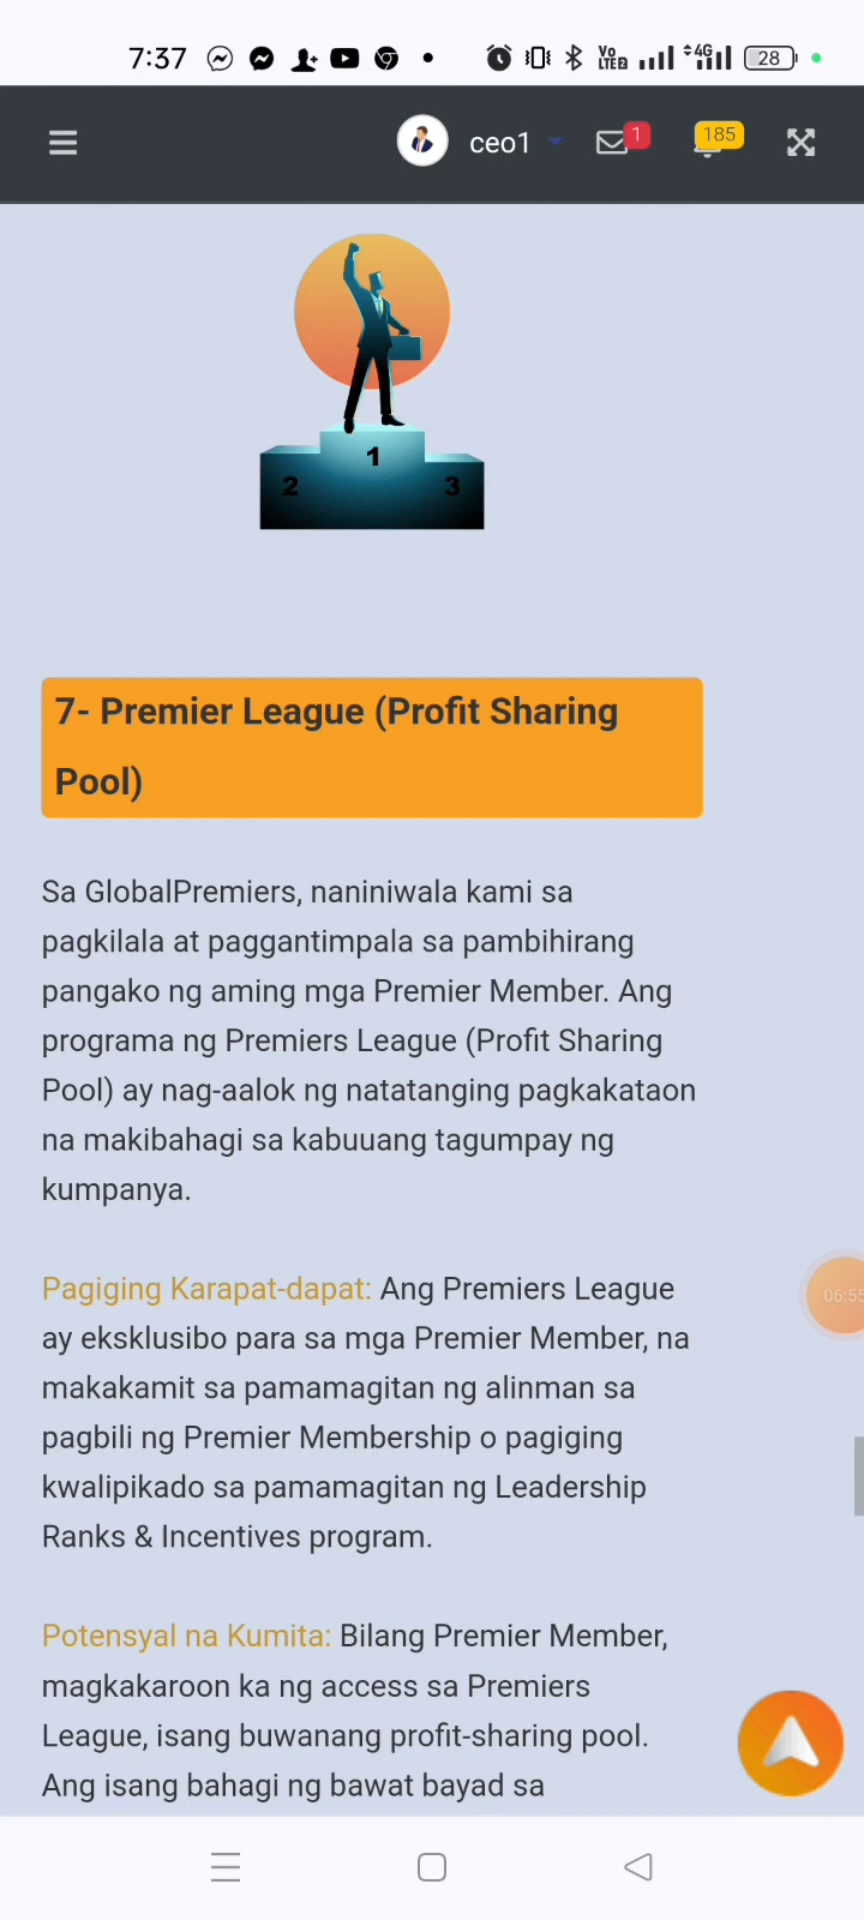 7:37
Vo
LTE2
4G
28
ceo1
1
185
1
2
3
7- Premier League (Profit Sharing
Pool)
Sa GlobalPremiers, naniniwala kami sa
pagkilala at paggantimpala sa pambihirang
pangako ng aming mga Premier Member. Ang
programa ng Premiers League (Profit Sharing
Pool) ay nag-aalok ng natatanging pagkakataon
na makibahagi sa kabuuang tagumpay ng
kumpanya.
Pagiging Karapat-dapat: Ang Premiers League
ay eksklusibo para sa mga Premier Member, na
makakamit sa pamamagitan ng alinman sa
pagbili ng Premier Membership o pagiging
kwalipikado sa pamamagitan ng Leadership
Ranks & Incentives program.
06:55
Potensyal na Kumita: Bilang Premier Member,
magkakaroon ka ng access sa Premiers
League, isang buwanang profit-sharing pool.
Ang isang bahagi ng bawat bayad sa